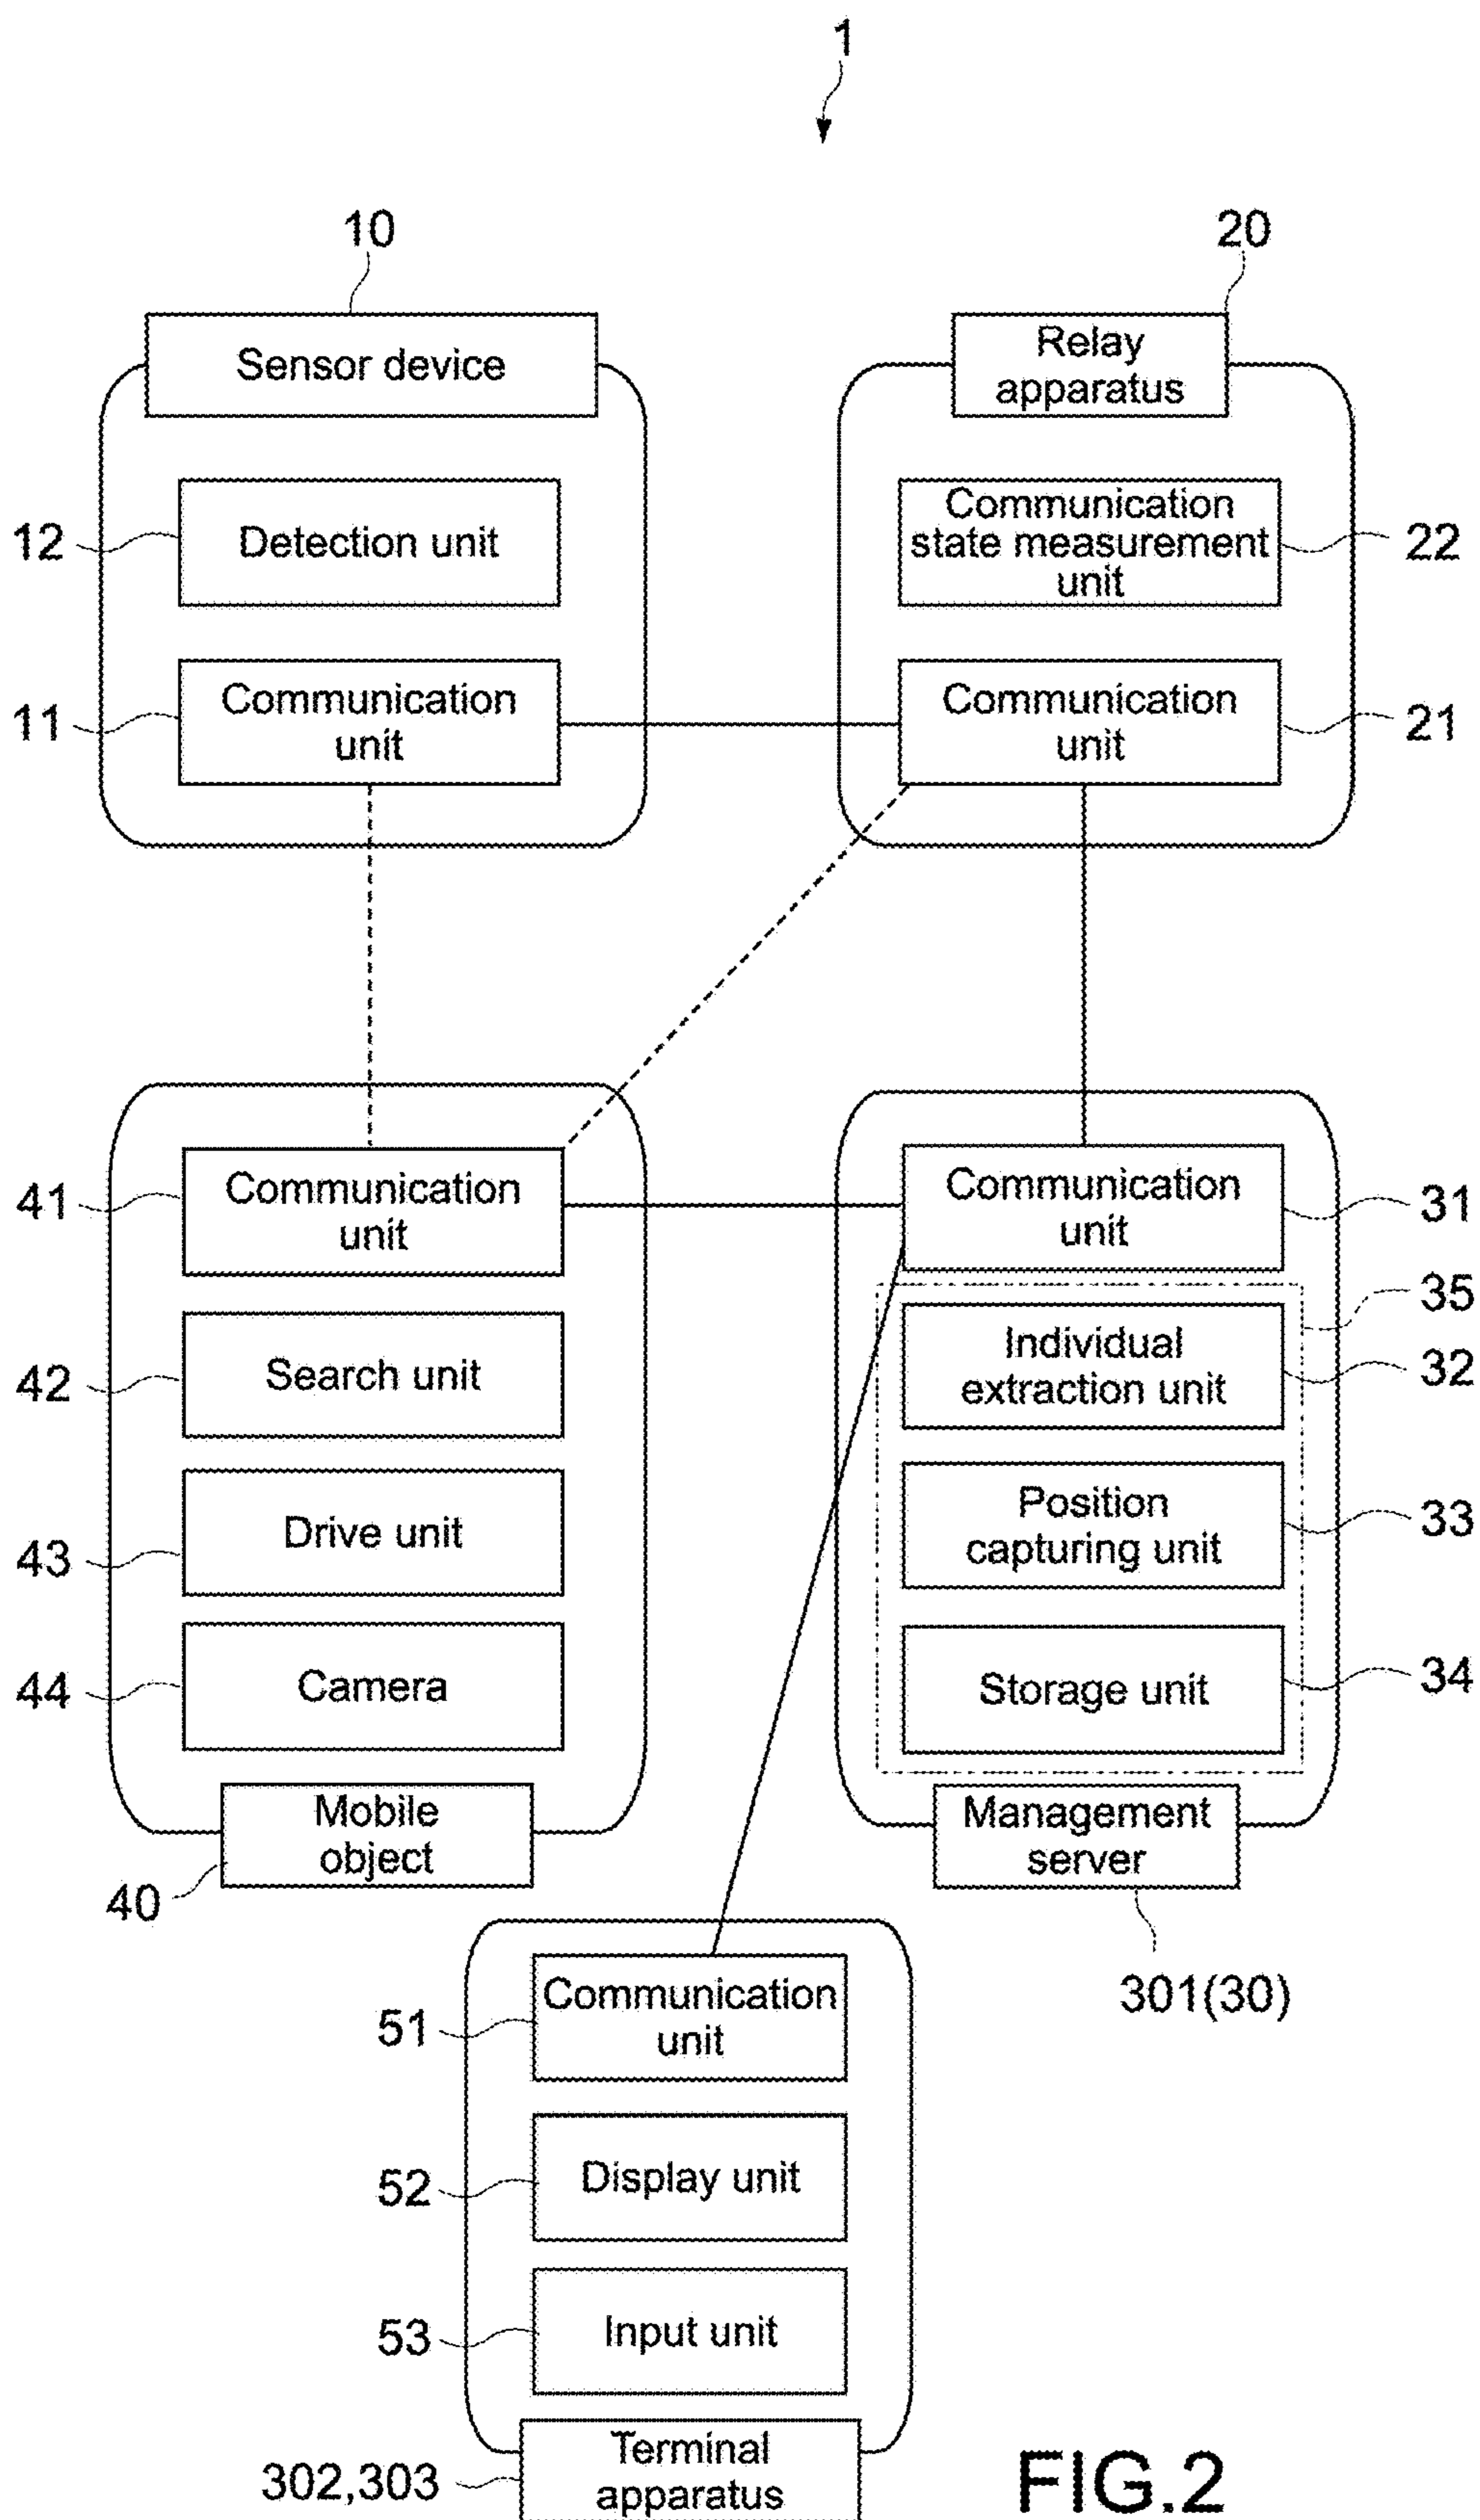 1
10
20
Sensor device
Relay
apparatus
12
Detection unit
Communication
state measurement
unit
22
11
Communication
unit
Communication
unit
21
41
Communication
unit
Communication
unit
31
35
42
Search unit
Individual
extraction unit
32
43
Drive unit
Position
capturing unit
33
44
Camera
Storage unit
34
Mobile
object
40
Management
server
301(30)
51
Communication
unit
52
Display unit
53
Input unit
302,303
Terminal
apparatus
FIG.2